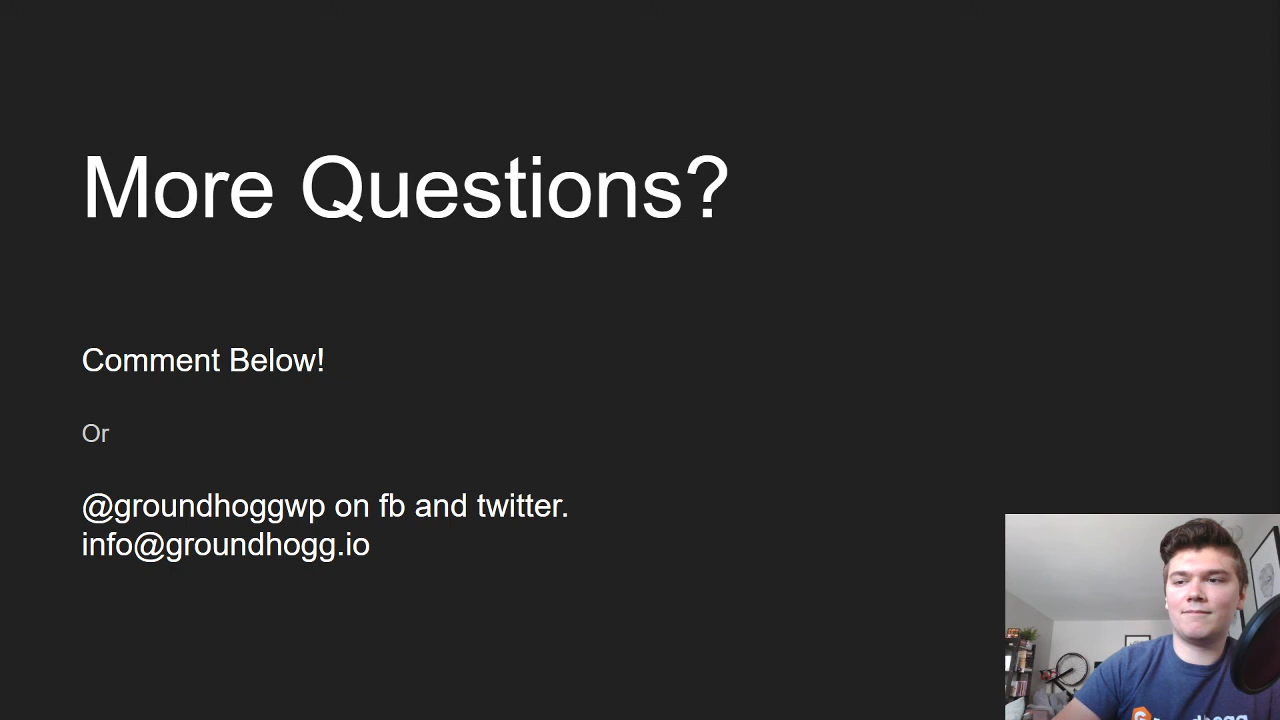 More Questions?
Comment Below!
Or
@groundhoggwp on fb and twitter.
info@groundhogg.io